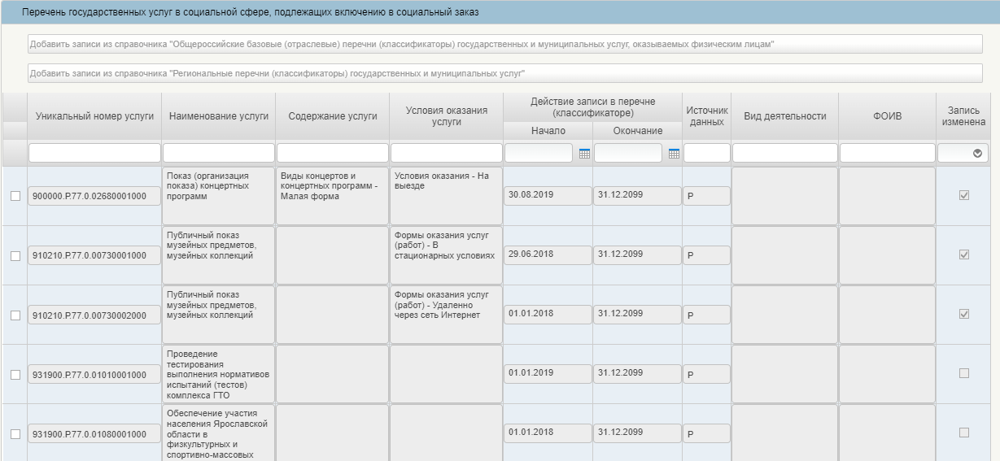 Перечень государственных услуг в социальной сфере, подлежащих включению в социальный заказ
Добавить записи из справочника "Общероссийские базовые (отраслевые) перечни (классификаторы) государственных и муниципальных услуг, оказываемых физическим лицам"
Добавить записи из справочника "Региональные перечни (классификаторы) государственных и муниципальных услуг"
Уникальный номер услуги
Наименование услуги
Содержание услуги
Условия оказания
услуги
Действие записи в перечне
(классификаторе)
Начало
Окончание
Источник
данных
Вид деятельности
ФОИВ
Запись
изменена
900000.Р.77.0.02680001000
Показ (организация
показа) концертных
программ
Виды концертов и
концертных программ -
Малая форма
Условия оказания - На
выезде
30.08.2019
31.12.2099
Р
910210.Р.77.0.00730001000
Публичный показ
музейных предметов,
музейных коллекций
Формы оказания услуг
(работ) - В
стационарных условиях
29.06.2018
31.12.2099
Р
910210.Р.77.0.00730002000
Публичный показ
музейных предметов,
музейных коллекций
Формы оказания услуг
(работ) - Удаленно
через сеть Интернет
01.01.2018
31.12.2099
Р
931900.Р.77.0.01010001000
Проведение
тестирования
выполнения нормативов
испытаний (тестов)
комплекса ГТО
01.01.2019
31.12.2099
Р
931900.Р.77.0.01080001000
Обеспечение участия
населения Ярославской
области в
физкультурных и
спортивно-массовых
01.01.2018
31.12.2099
Р